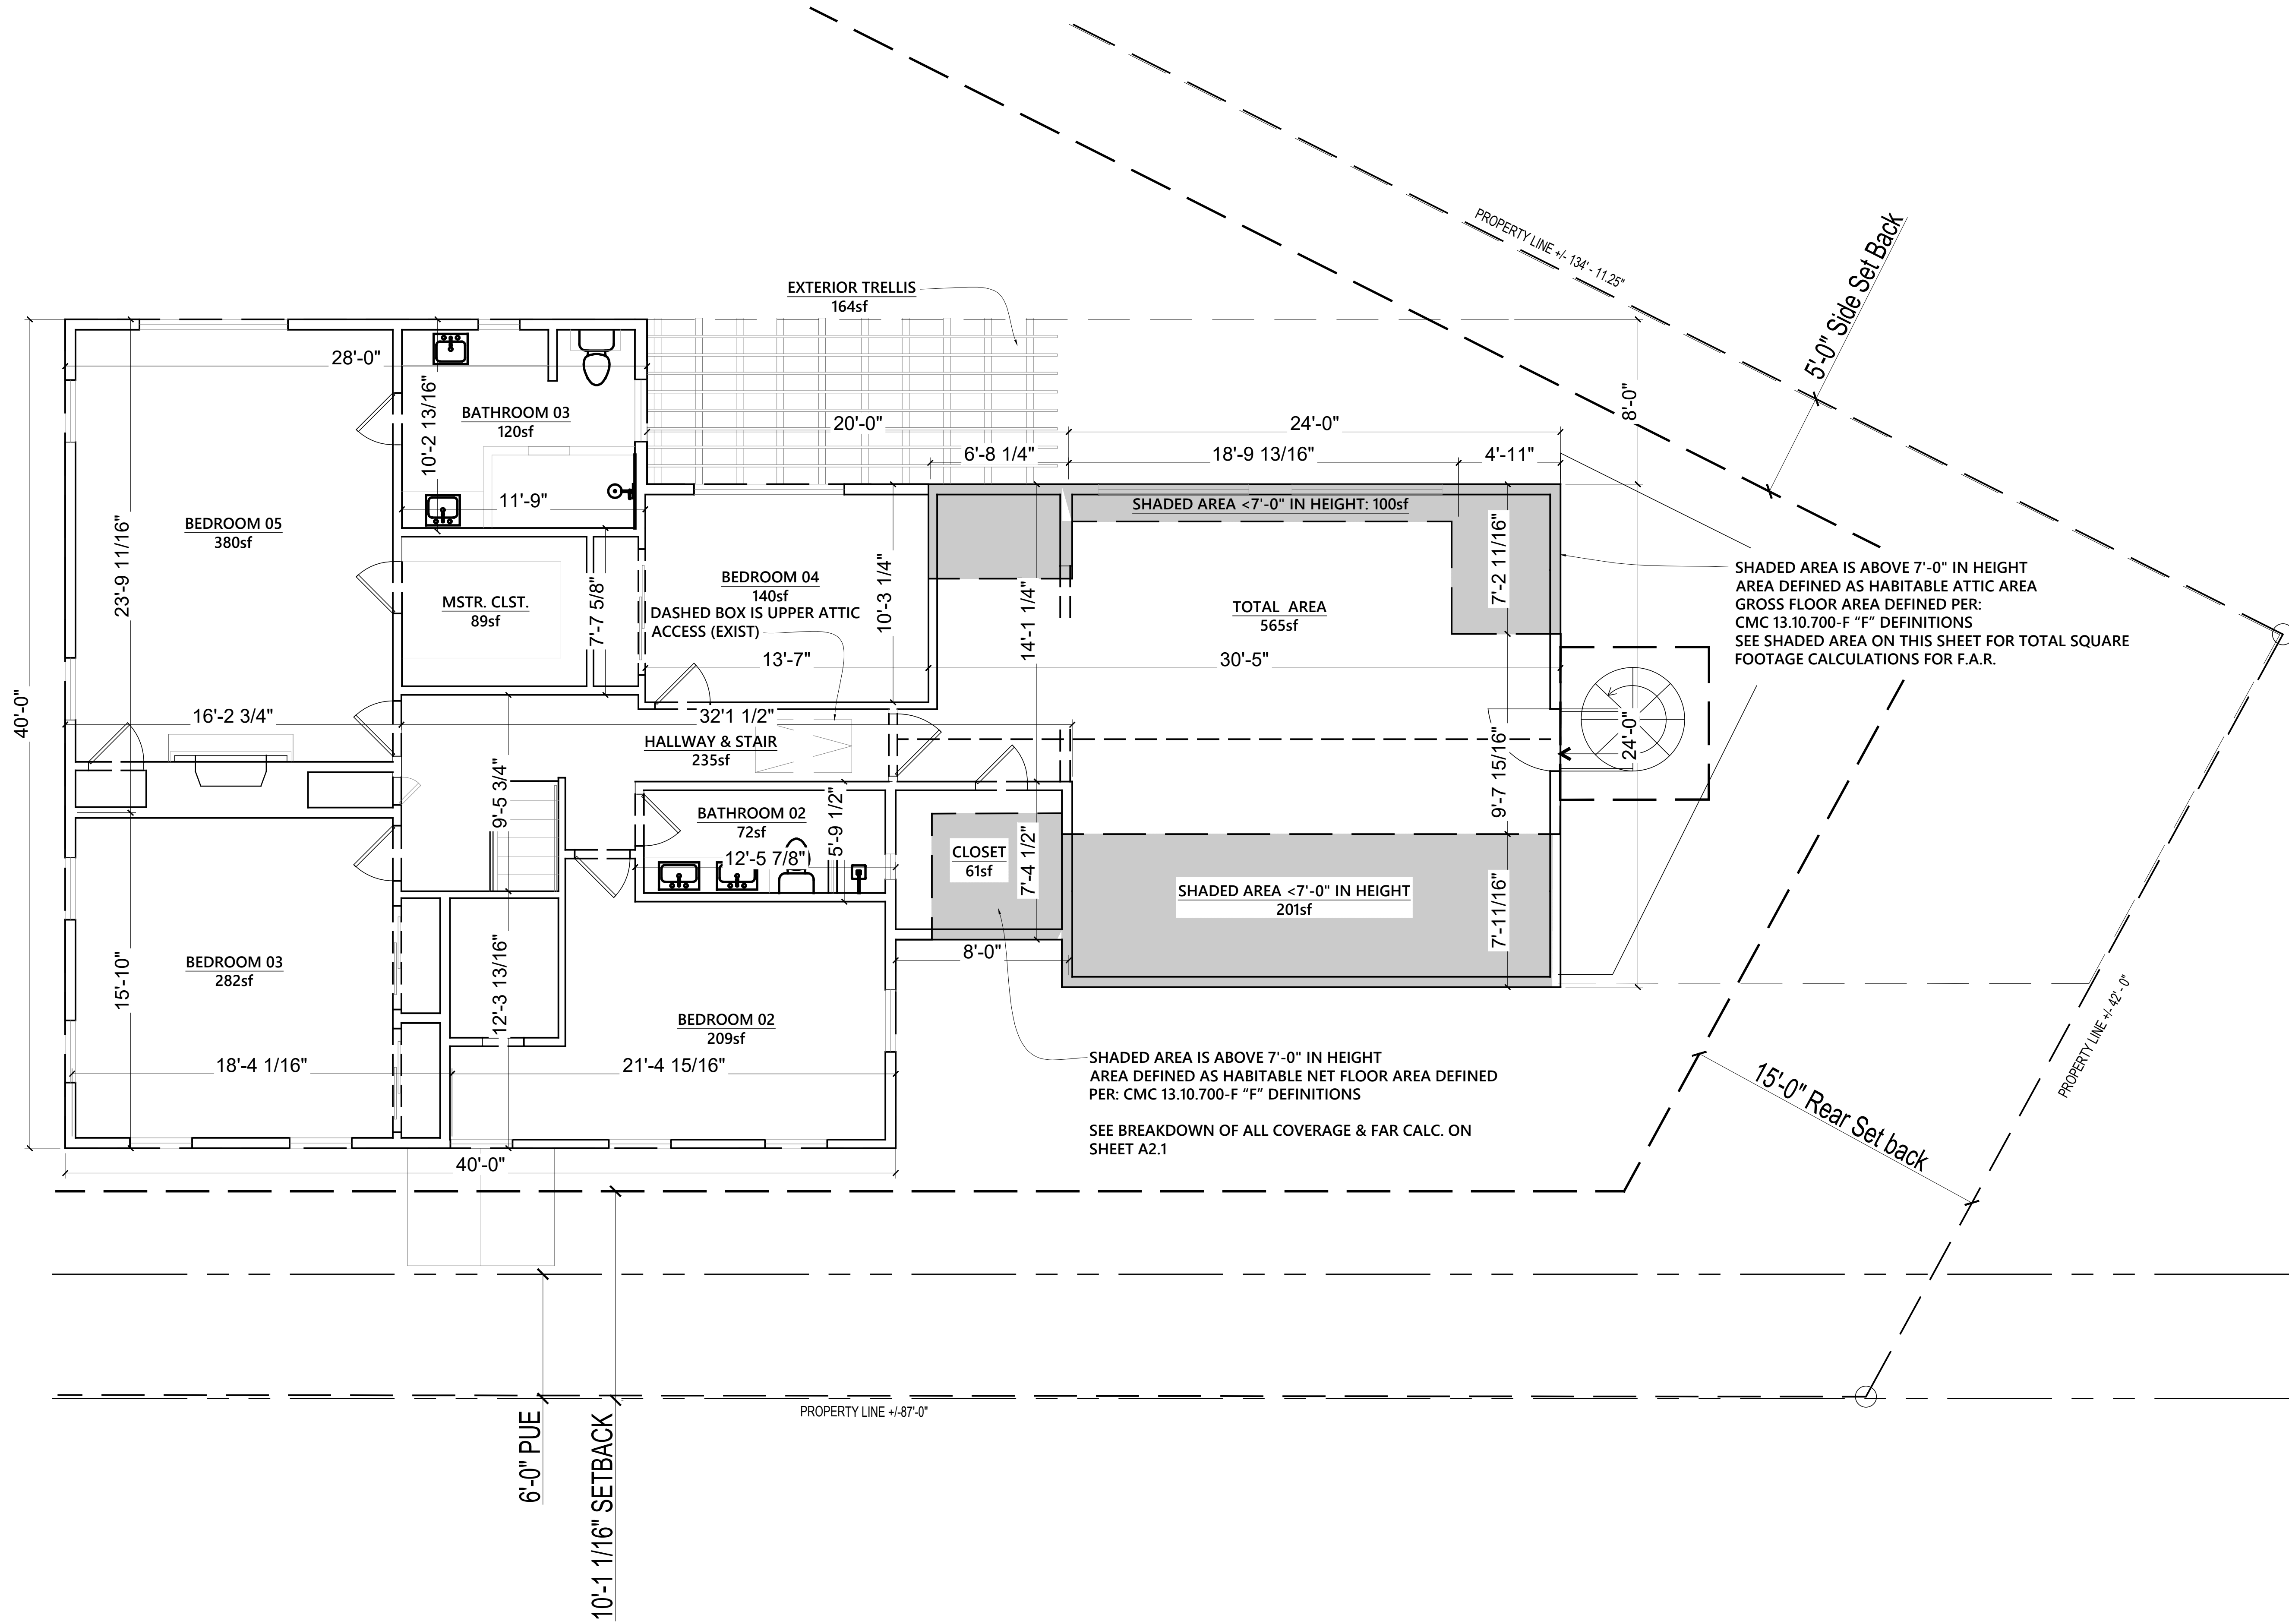 PROPERTY LINE +/- 134' - 11.25"
5'-0" Side Set Back
EXTERIOR TRELLIS
164sf
28'-0"
10'-2 13/16"
BATHROOM 03
120sf
11'-9"
20'-0"
24'-0"
8'-0"
6'-8 1/4"
18'-9 13/16"
4'-11"
SHADED AREA <7'-0" IN HEIGHT: 100sf
BEDROOM 05
380sf
23'-9 11/16"
MSTR. CLST.
89sf
7'-7 5/8"
BEDROOM 04
140sf
DASHED BOX IS UPPER ATTIC
ACCESS (EXIST)
10'-3 1/4"
13'-7"
14'-1 1/4"
TOTAL AREA
565sf
30'-5"
7'-2 11/16"
SHADED AREA IS ABOVE 7'-0" IN HEIGHT
AREA DEFINED AS HABITABLE ATTIC AREA
GROSS FLOOR AREA DEFINED PER:
CMC 13.10.700-F “F” DEFINITIONS
SEE SHADED AREA ON THIS SHEET FOR TOTAL SQUARE
FOOTAGE CALCULATIONS FOR F.A.R.
40'-0"
16'-2 3/4"
32'1 1/2"
HALLWAY & STAIR
235sf
9'-5 3/4"
24'-0"
9'-7 15/16"
BATHROOM 02
72sf
5'-9 1/2"
12'-5 7/8"
CLOSET
61sf
7'-4 1/2"
SHADED AREA <7'-0" IN HEIGHT
201sf
7'-11/16"
BEDROOM 03
282sf
15'-10"
12'-3 13/16"
8'-0"
BEDROOM 02
209sf
18'-4 1/16"
21'-4 15/16"
SHADED AREA IS ABOVE 7'-0" IN HEIGHT
AREA DEFINED AS HABITABLE NET FLOOR AREA DEFINED
PER: CMC 13.10.700-F “F” DEFINITIONS
SEE BREAKDOWN OF ALL COVERAGE & FAR CALC. ON
SHEET A2.1
40'-0"
15'-0" Rear Set back
PROPERTY LINE +/- 42' - 0"
PROPERTY LINE +/-87'-0"
6'-0" PUE
10'-1 1/16" SETBACK